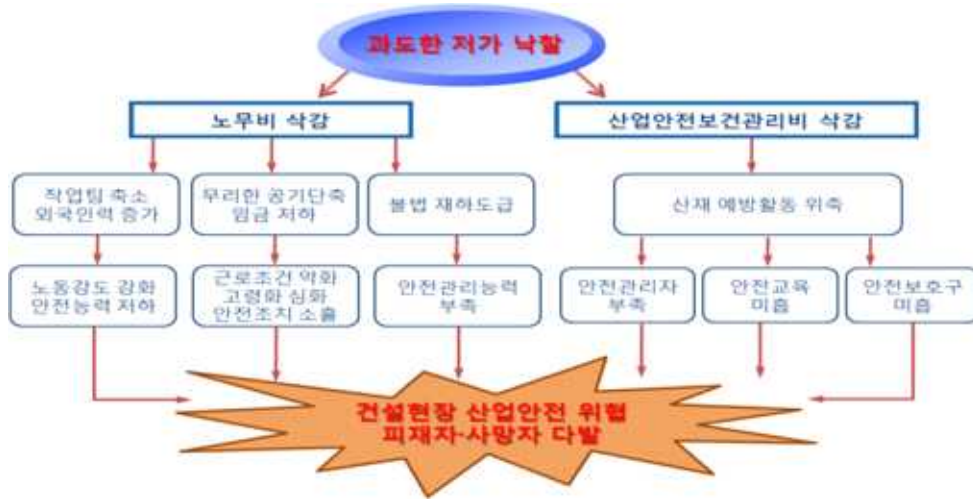 과도한 저가 낙찰
노무비 삭감
산업안전보건관리비 삭감
작업팀 축소
외국인력 증가
무리한 공기단축
임금 저하
불법 재하도급
산재 예방활동 위축
노동강도 강화
안전능력 저하
근로조건 악화
고령화 심화
안전조치 소홀
안전관리능력
부족
안전관리자
부족
안전교육
미흡
안전보호구
미흡
건설현장 산업안전 위협
피재자·사망자 다발